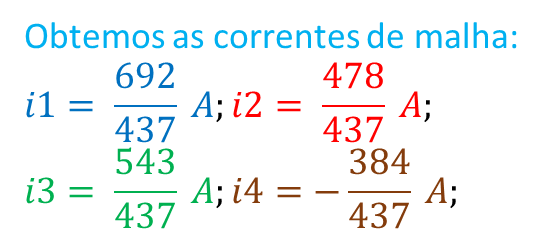 Obtemos as correntes de malha:
i1 = 692/437 A; i2 = 478/437 A;
i3 = 543/437 A; i4 = −384/437 A;